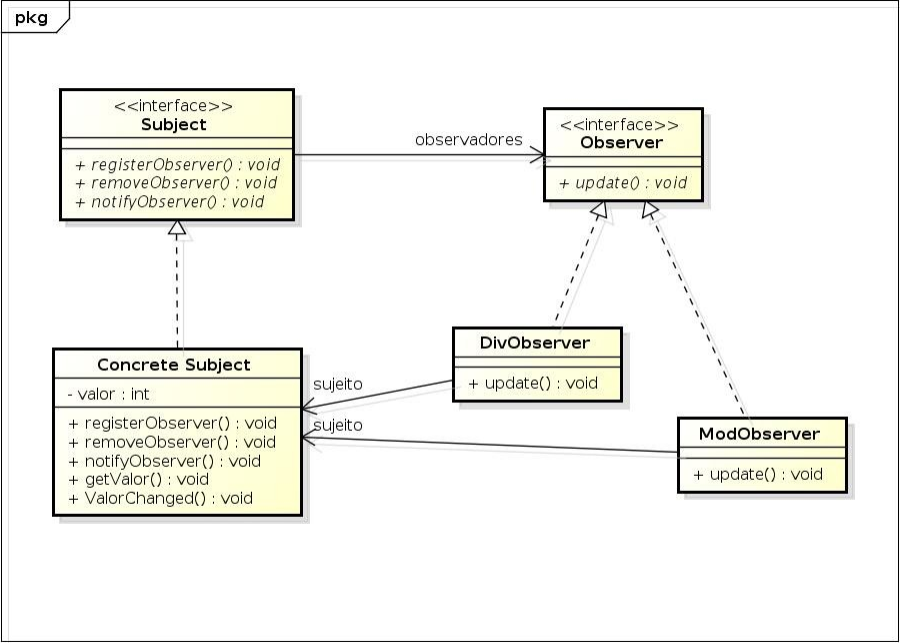 pkg
<<interface>>
Subject
+ registerObserver() : void
+ removeObserver() : void
+ notifyObserver() : void
observadores
<<interface>>
Observer
+ update() : void
Concrete Subject
- valor : int
+ registerObserver() : void
+ removeObserver() : void
+ notifyObserver() : void
+ getValor() : void
+ ValorChanged() : void
sujeito
sujeito
DivObserver
+ update() : void
ModObserver
+ update() : void